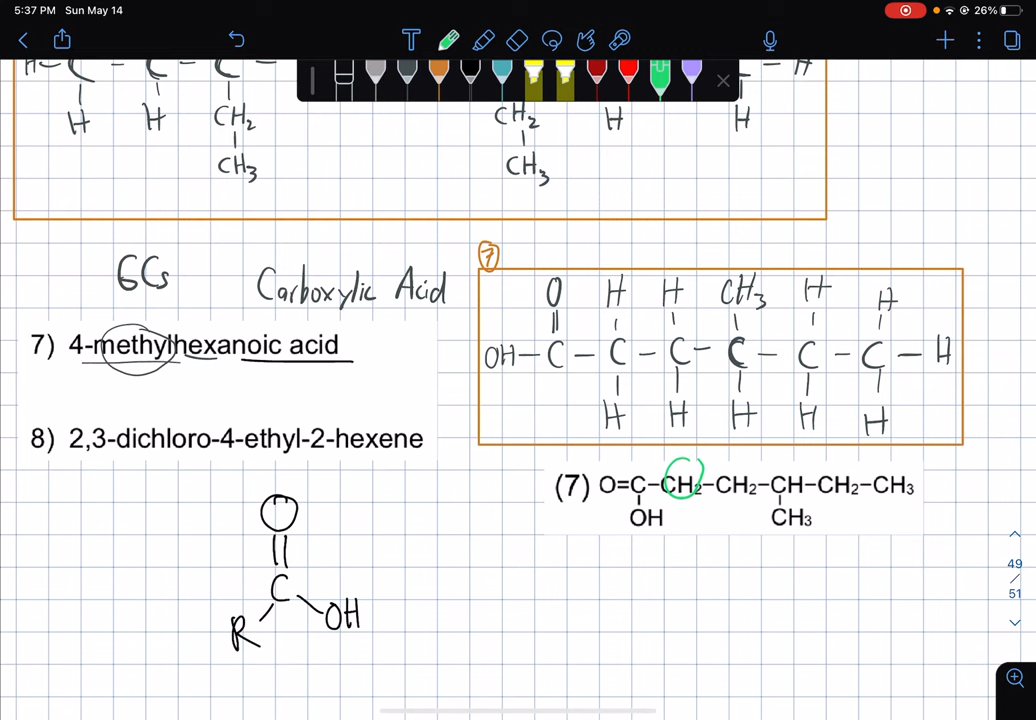 5:37 PM Sun May 14
26%
T
H - C - C - C - - H
H H CH2 CH2 H H
CH3 CH3
6Cs Carboxylic Acid
7
7) 4-methylhexanoic acid
O H H CH3 H H
OH-C-C-C-C-C-C-H
H H H H H
8) 2,3-dichloro-4-ethyl-2-hexene
(7) O=C-CH2-CH2-CH-CH2-CH3
OH CH3
O
C
R OH
49
/
51